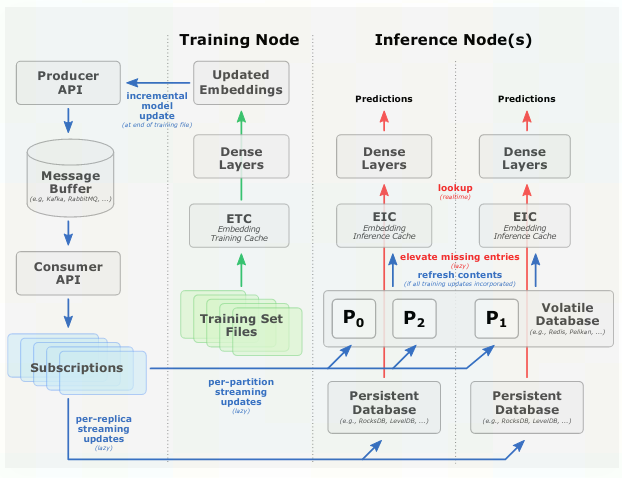 Training Node
Inference Node(s)
Producer
API
Updated
Embeddings
incremental
model
update
(at end of training file)
Predictions
Predictions
Message
Buffer
(e.g, Kafka, RabbitMQ, ...)
Dense
Layers
Dense
Layers
Dense
Layers
lookup
(realtime)
ETC
Embedding
Training Cache
EIC
Embedding
Inference Cache
EIC
Embedding
Inference Cache
Consumer
API
elevate missing entries
(lazy)
refresh contents
(if all training updates incorporated)
Training Set
Files
P0
P2
P1
Volatile
Database
(e.g., Redis, Pelikan, ...)
Subscriptions
per-partition
streaming
updates
(lazy)
Persistent
Database
(e.g., RocksDB, LevelDB, ...)
Persistent
Database
(e.g., RocksDB, LevelDB, ...)
per-replica
streaming
updates
(lazy)